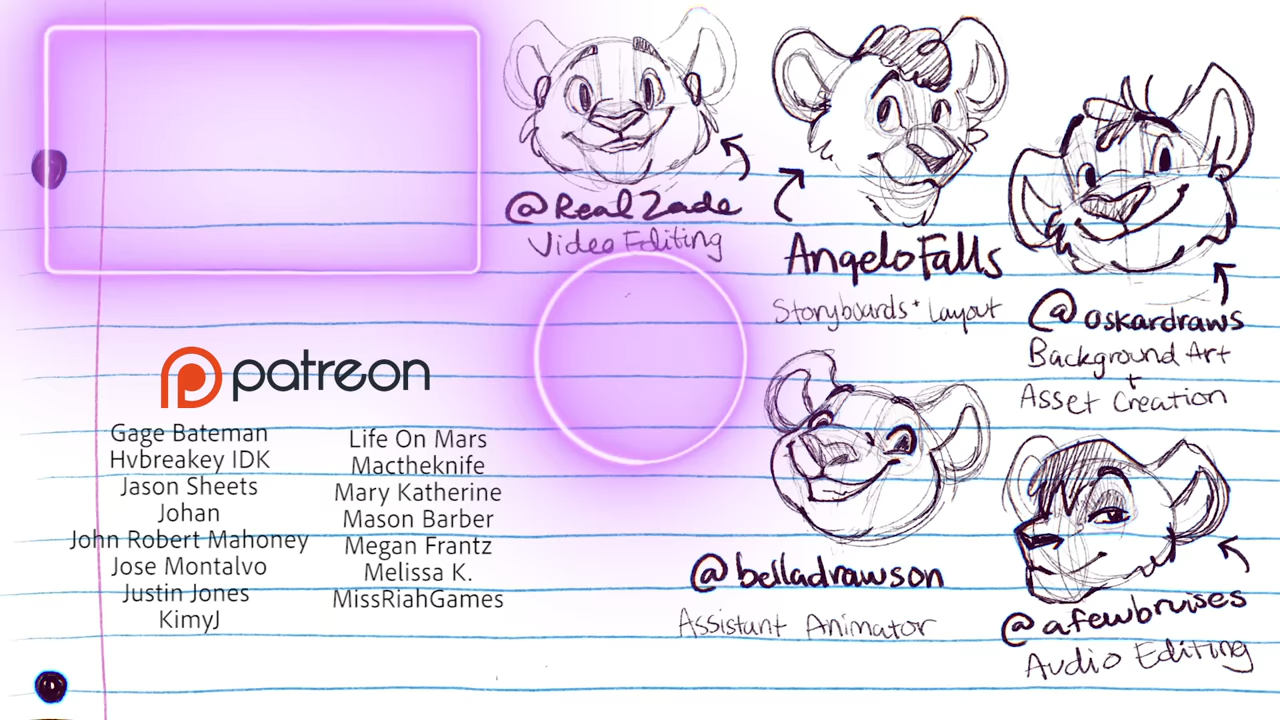 @RealZade
Video Editing
AngeloFalls
Storyboards + Layout
@oskardraws
Background Art
+
Asset Creation
patreon
Gage Bateman
Hvbreakey IDK
Jason Sheets
Johan
John Robert Mahoney
Jose Montalvo
Justin Jones
KimyJ
Life On Mars
Mactheknife
Mary Katherine
Mason Barber
Megan Frantz
Melissa K.
MissRiahGames
@belladrawson
Assistant Animator
@afewbruises
Audio Editing